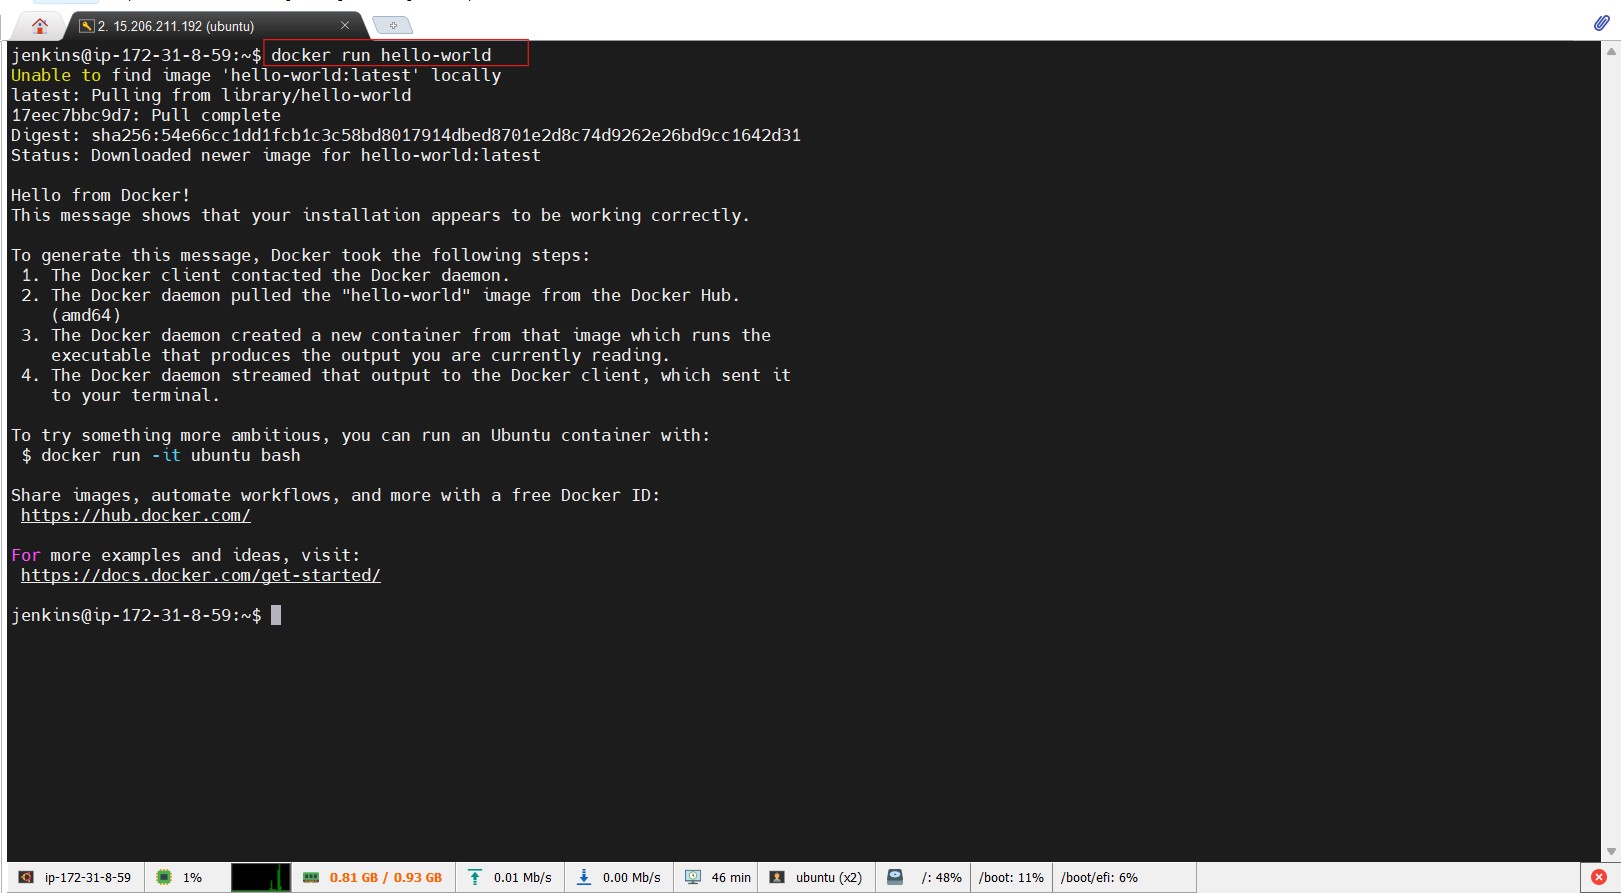 2. 15.206.211.192 (ubuntu)
jenkins@ip-172-31-8-59:~$ docker run hello-world
Unable to find image 'hello-world:latest' locally
latest: Pulling from library/hello-world
17eec7bbc9d7: Pull complete
Digest: sha256:54e66cc1dd1fcb1c3c58bd8017914dbed8701e2d8c74d9262e26bd9cc1642d31
Status: Downloaded newer image for hello-world:latest
Hello from Docker!
This message shows that your installation appears to be working correctly.
To generate this message, Docker took the following steps:
1. The Docker client contacted the Docker daemon.
2. The Docker daemon pulled the "hello-world" image from the Docker Hub.
(amd64)
3. The Docker daemon created a new container from that image which runs the
executable that produces the output you are currently reading.
4. The Docker daemon streamed that output to the Docker client, which sent it
to your terminal.
To try something more ambitious, you can run an Ubuntu container with:
$ docker run -it ubuntu bash
Share images, automate workflows, and more with a free Docker ID:
https://hub.docker.com/
For more examples and ideas, visit:
https://docs.docker.com/get-started/
jenkins@ip-172-31-8-59:~$
ip-172-31-8-59 1% 0.81 GB / 0.93 GB 0.01 Mb/s 0.00 Mb/s 46 min ubuntu (x2) /: 48% /boot: 11% /boot/efi: 6%